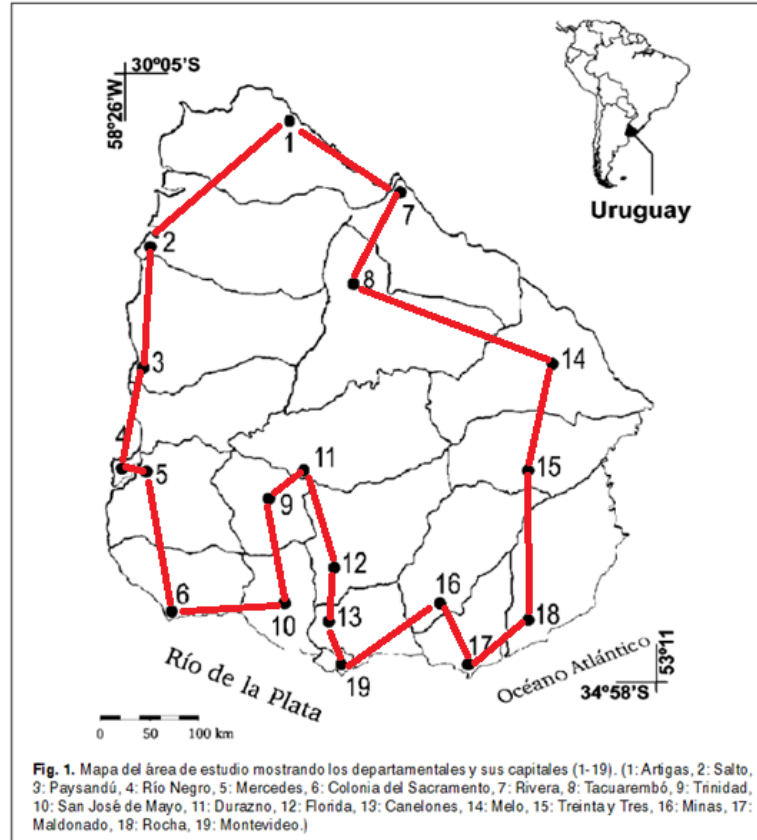 30º05'S
58º26'W
1
7
2
8
Uruguay
3
14
4
5
11
15
9
12
6
10
13
16
18
17
19
Río de la Plata
Océano Atlántico
53º11
34º58'S
0 50 100 km
Fig. 1. Mapa del área de estudio mostrando los departamentales y sus capitales (1-19). (1: Artigas, 2: Salto,
3: Paysandú, 4: Río Negro, 5: Mercedes, 6: Colonia del Sacramento, 7: Rivera, 8: Tacuarembó, 9: Trinidad,
10: San José de Mayo, 11: Durazno, 12: Florida, 13: Canelones, 14: Melo, 15: Treinta y Tres, 16: Minas, 17:
Maldonado, 18: Rocha, 19: Montevideo.)